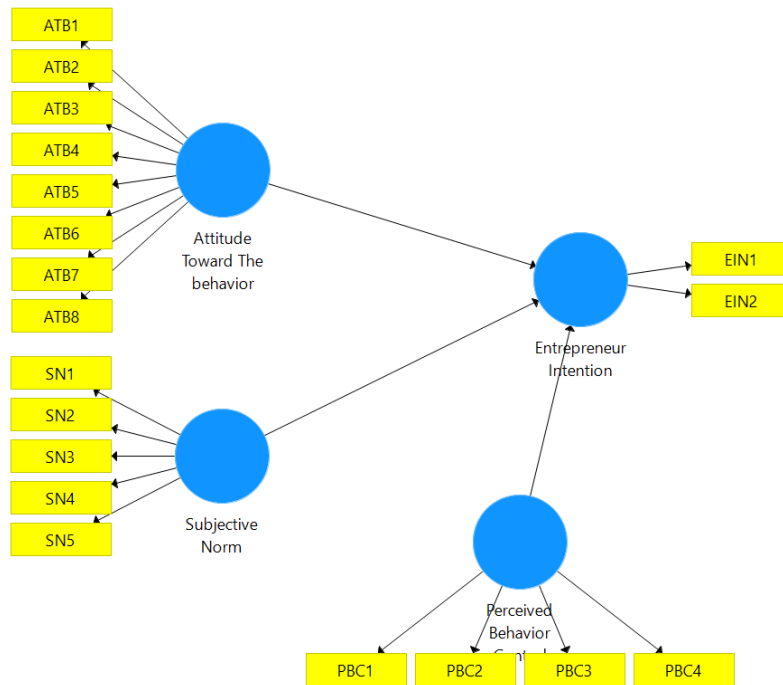 ATB1
ATB2
ATB3
ATB4
ATB5
ATB6
ATB7
ATB8
Attitude
Toward The
behavior
SN1
SN2
SN3
SN4
SN5
Subjective
Norm
Entrepreneur
Intention
EIN1
EIN2
Perceived
Behavior
PBC1
PBC2
PBC3
PBC4